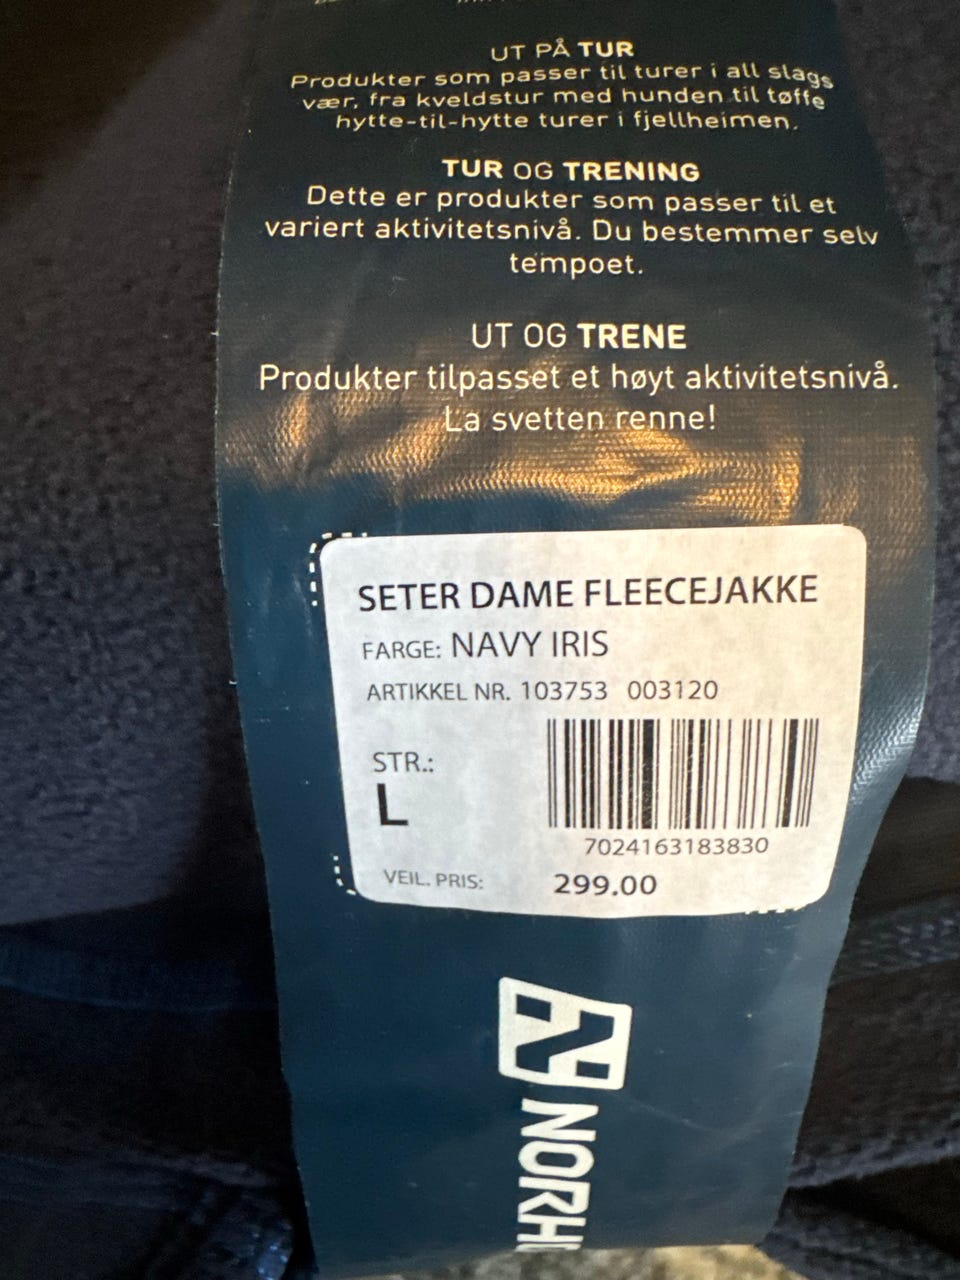 UT PÅ TUR
Produkter som passer til turer i all slags
vær, fra kveldstur med hunden til tøffe
hytte-til-hytte turer i fjellheimen.
TUR OG TRENING
Dette er produkter som passer til et
variert aktivitetsnivå. Du bestemmer selv
tempoet.
UT OG TRENE
Produkter tilpasset et høyt aktivitetsnivå.
La svetten renne!
SETER DAME FLEECEJAKKE
FARGE: NAVY IRIS
ARTIKKEL NR. 103753 003120
STR.:
L
7024163183830
VEIL. PRIS: 299.00